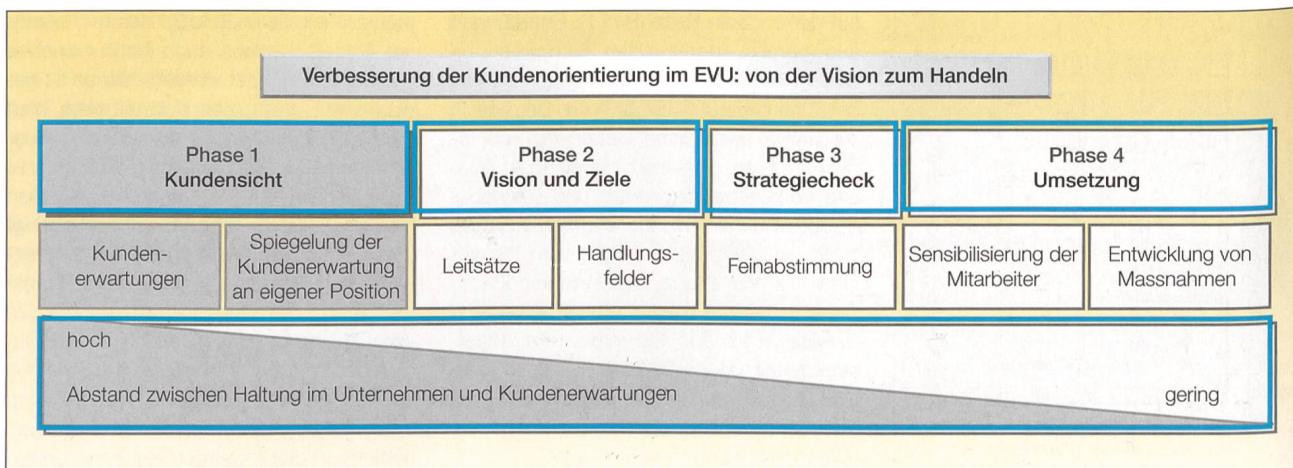 Verbesserung der Kundenorientierung im EVU: von der Vision zum Handeln
Phase 1
Kundensicht
Phase 2
Vision und Ziele
Phase 3
Strategiecheck
Phase 4
Umsetzung
Kunden-
erwartungen
Spiegelung der
Kundenerwartung
an eigener Position
Leitsätze
Handlungs-
felder
Feinabstimmung
Sensibilisierung der
Mitarbeiter
Entwicklung von
Massnahmen
hoch
Abstand zwischen Haltung im Unternehmen und Kundenerwartungen
gering